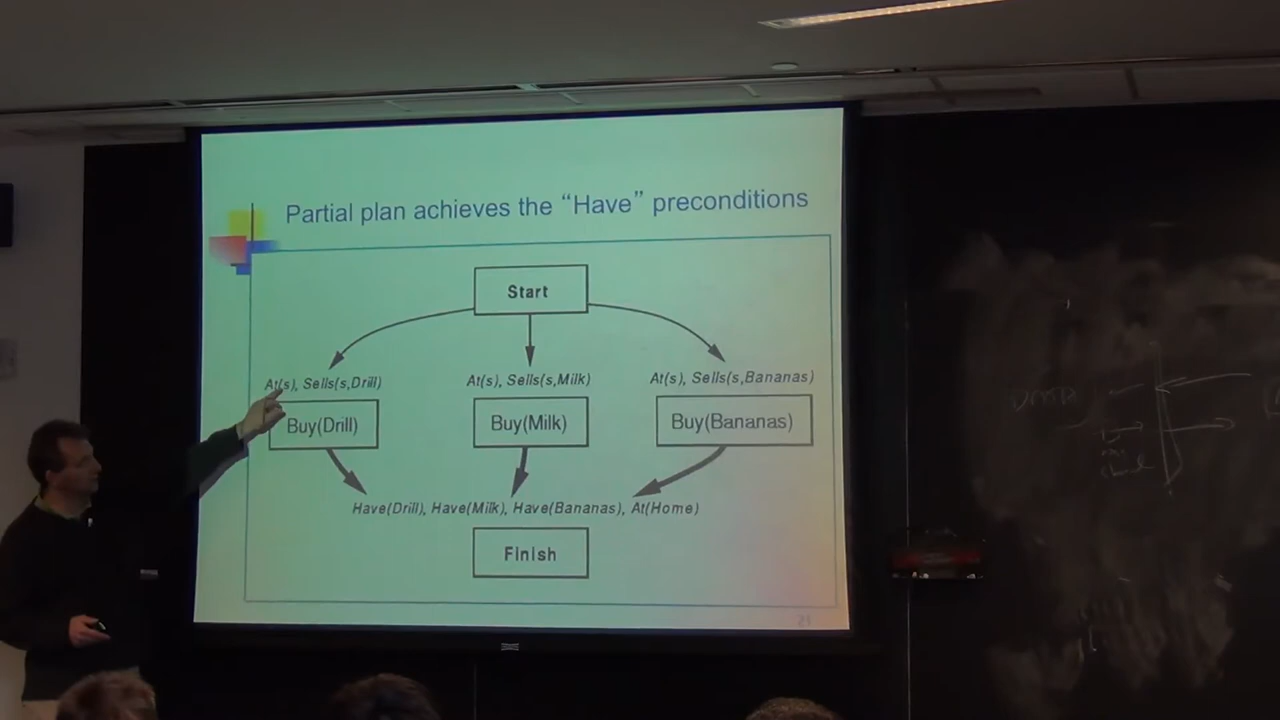 Partial plan achieves the “Have” preconditions
Start
At(s), Sells(s,Drill)
At(s), Sells(s,Milk)
At(s), Sells(s,Bananas)
Buy(Drill)
Buy(Milk)
Buy(Bananas)
Have(Drill), Have(Milk), Have(Bananas), At(Home)
Finish
21